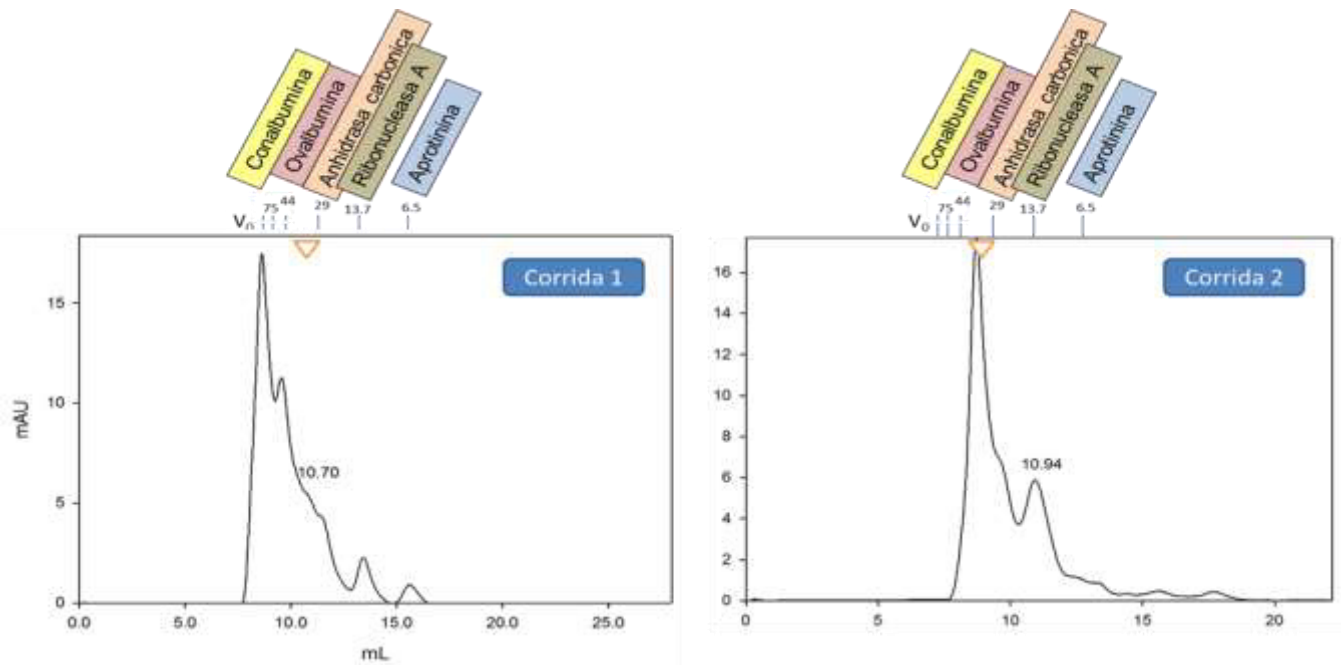 Conalbumina
Ovalbumina
Anhidrasa carbonica
Ribonucleasa A
Aprotinina
V0 75 44 29 13.7 6.5
Corrida 1
mAU
15
10
5
0
10.70
0.0 5.0 10.0 15.0 20.0 25.0
mL
Conalbumina
Ovalbumina
Anhidrasa carbonica
Ribonucleasa A
Aprotinina
V0 75 44 29 13.7 6.5
Corrida 2
16
14
12
10
8
6
4
2
0
10.94
0 5 10 15 20